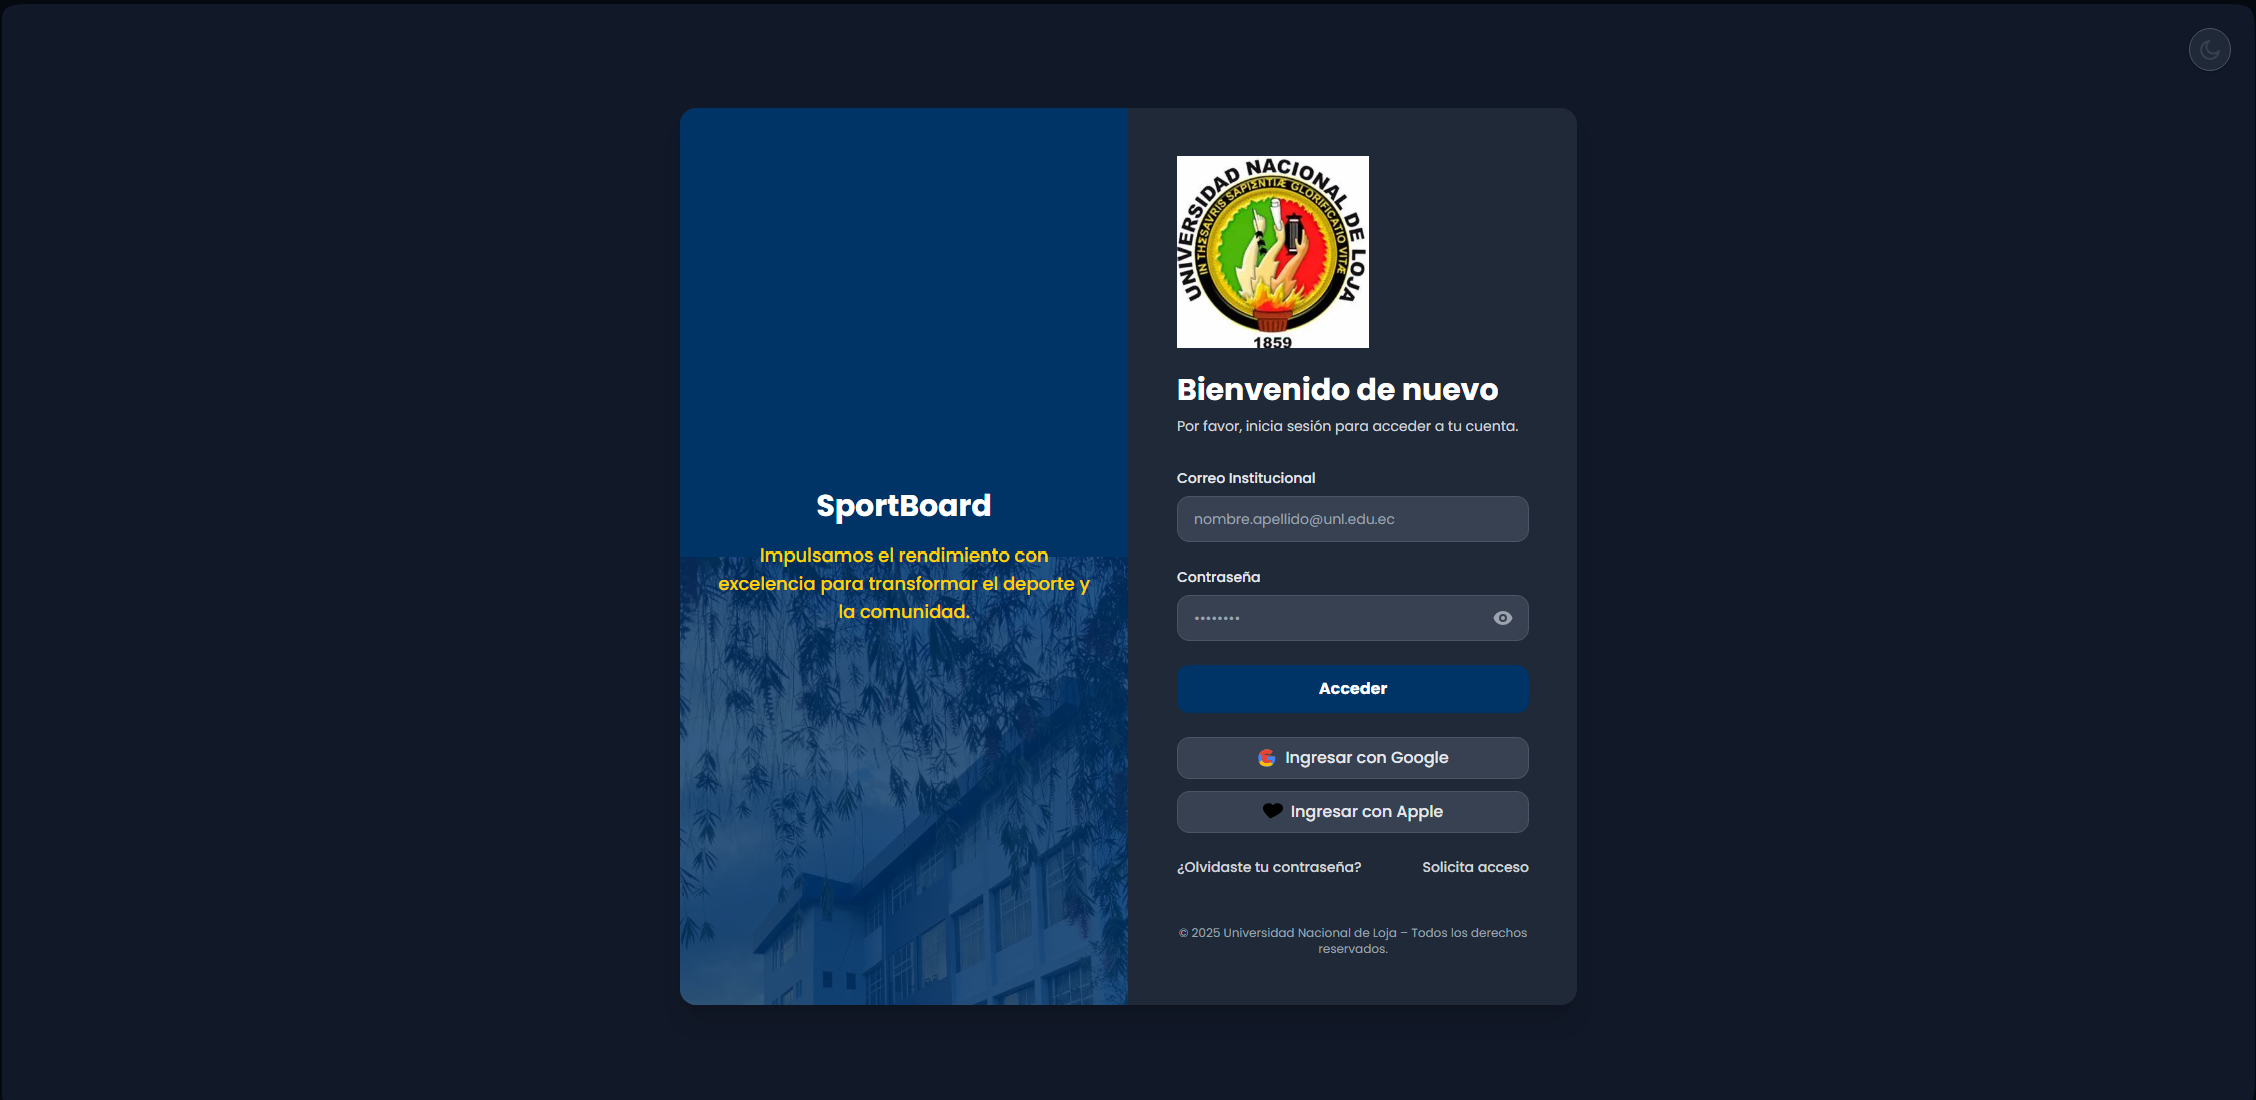 SportBoard
Impulsamos el rendimiento con
excelencia para transformar el deporte y
la comunidad.
UNIVERSIDAD NACIONAL DE LOJA
IN THESAVRIS SAPIENTIÆ GLORIFICATIO VITÆ
1859
Bienvenido de nuevo
Por favor, inicia sesión para acceder a tu cuenta.
Correo Institucional
nombre.apellido@unl.edu.ec
Contraseña
••••••••
Acceder
Ingresar con Google
Ingresar con Apple
¿Olvidaste tu contraseña? Solicita acceso
© 2025 Universidad Nacional de Loja – Todos los derechos
reservados.